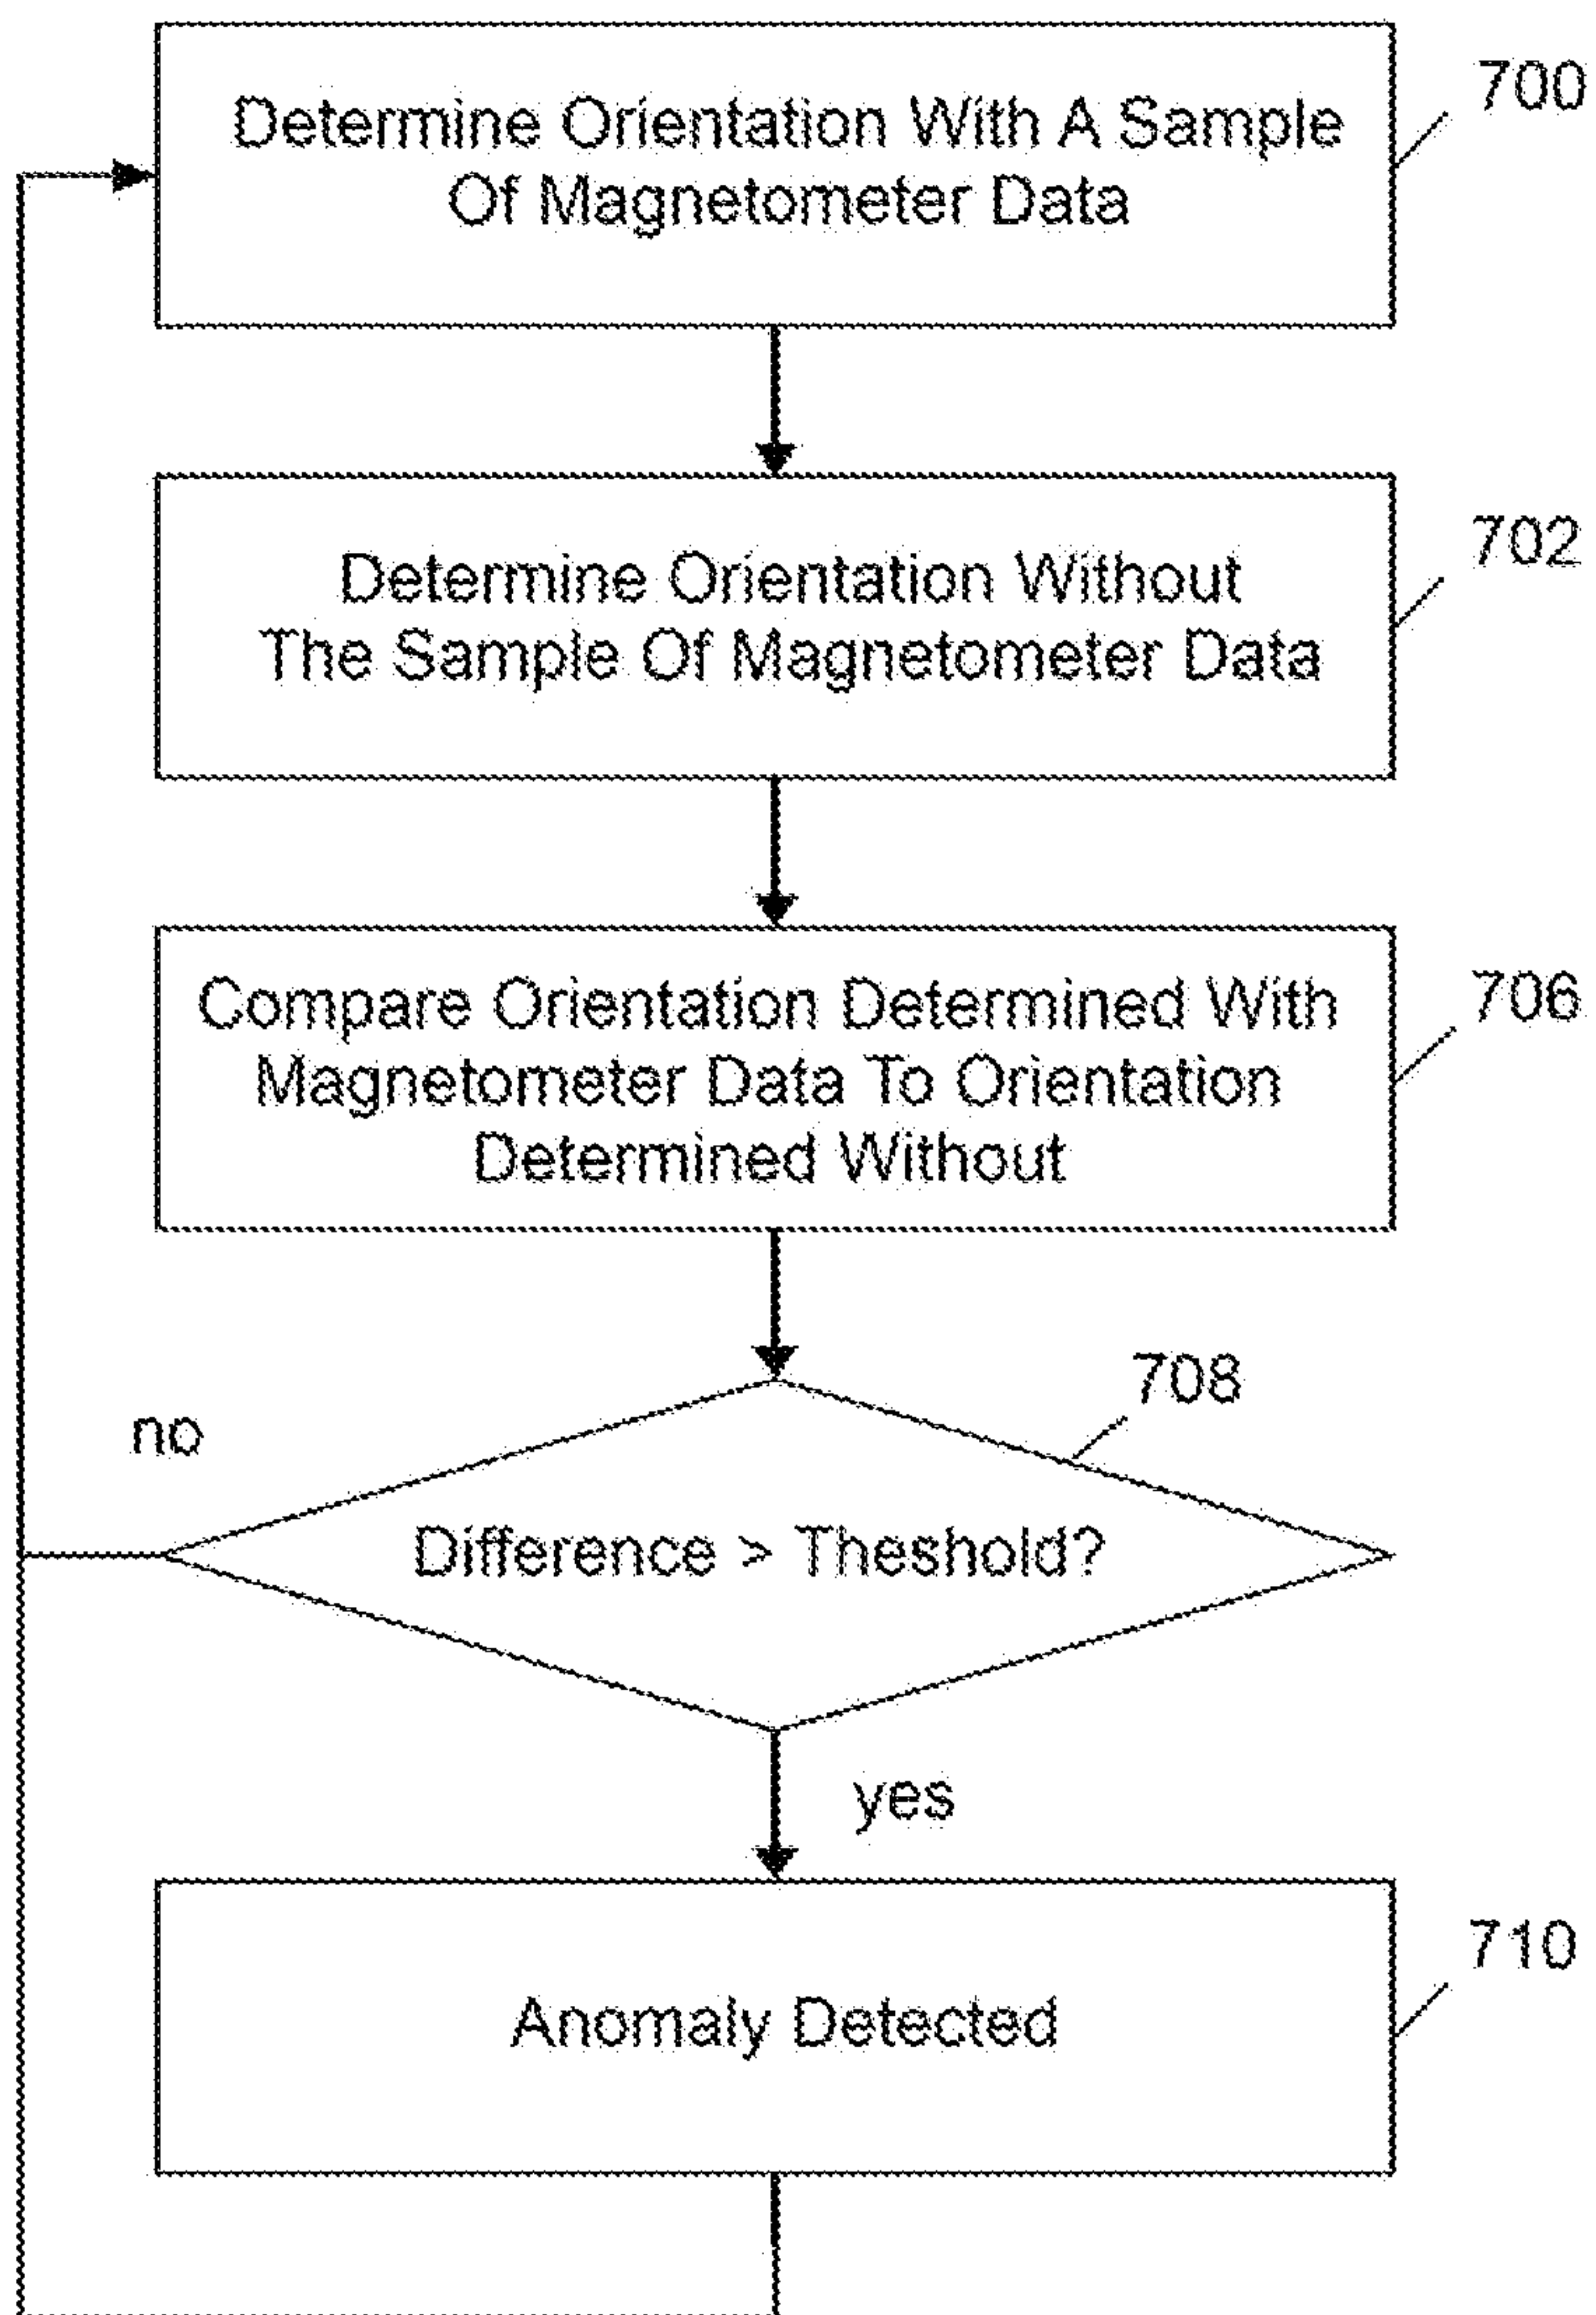 Determine Orientation With A Sample
Of Magnetometer Data
700
Determine Orientation Without
The Sample Of Magnetometer Data
702
Compare Orientation Determined With
Magnetometer Data To Orientation
Determined Without
706
708
no
Difference > Theshold?
yes
Anomaly Detected
710